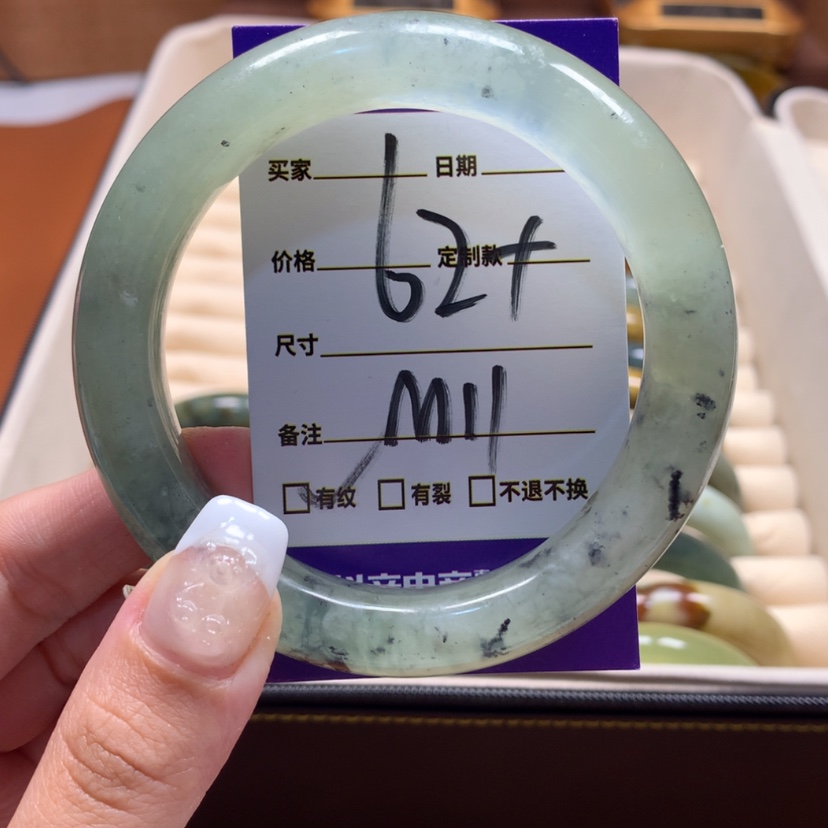 买家 日期
价格 定制款
62+
尺寸
备注 M11
有纹 有裂 不退不换